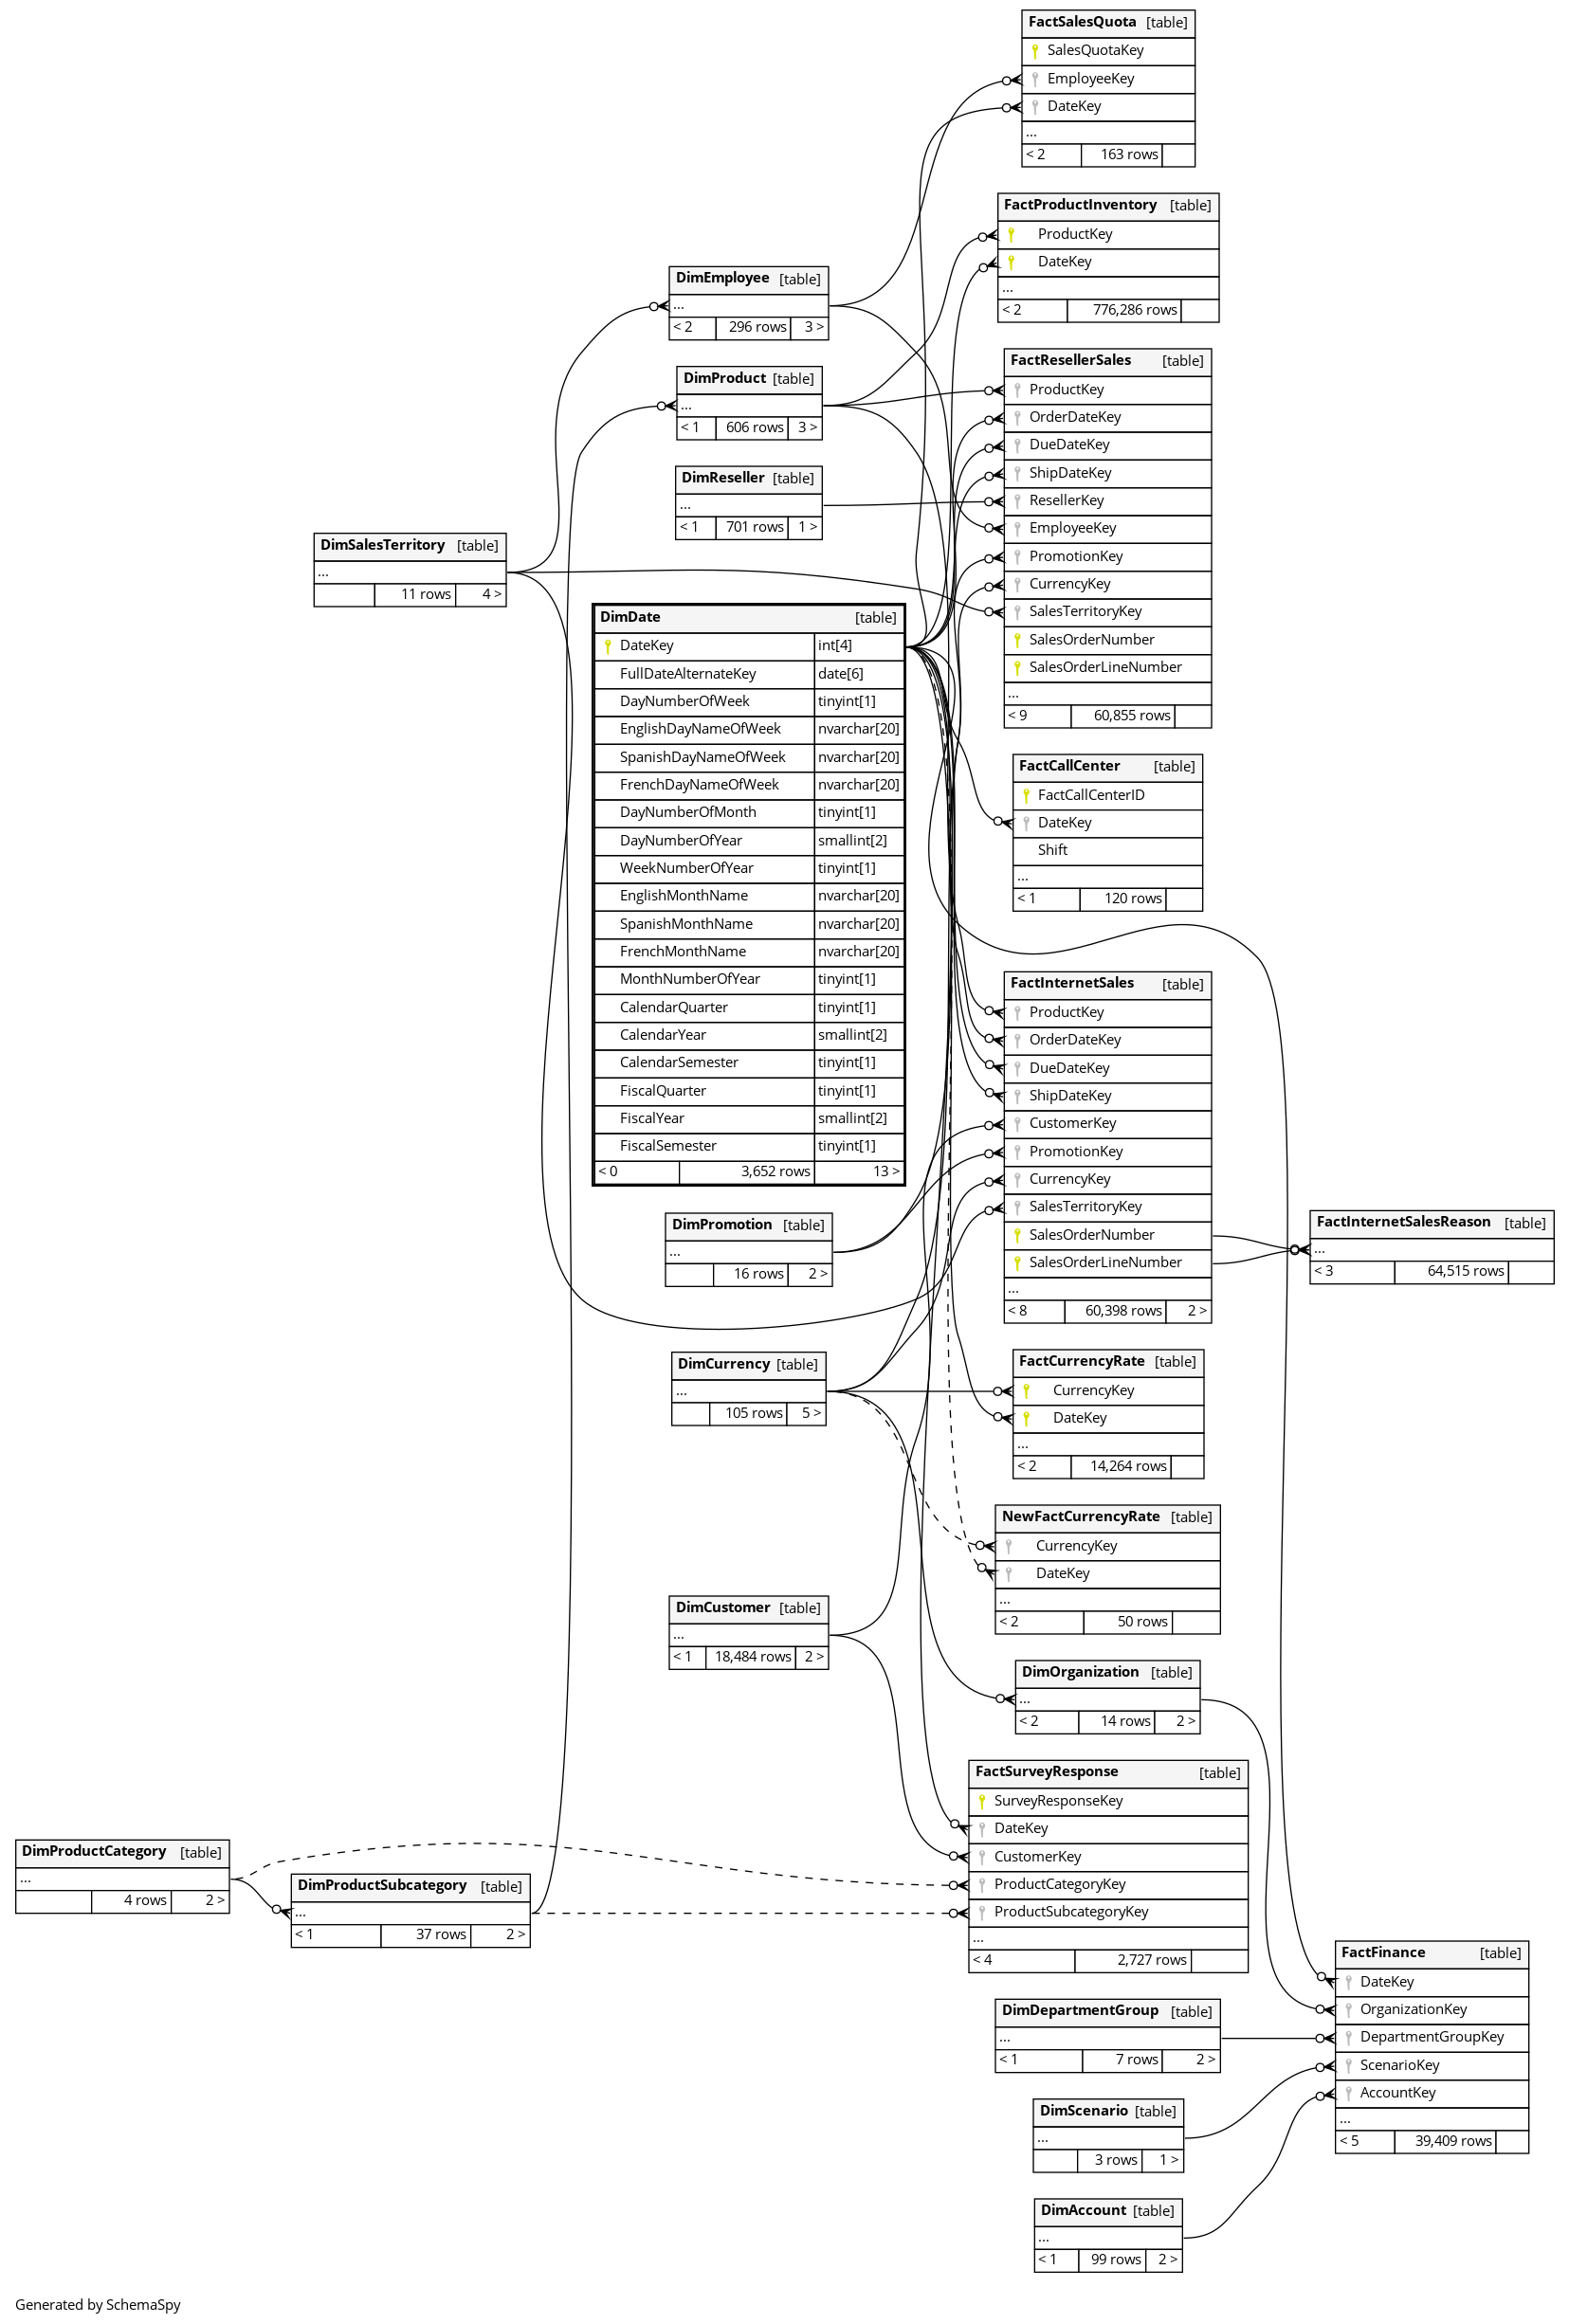 FactSalesQuota [table]
SalesQuotaKey
EmployeeKey
DateKey
...
< 2 163 rows
FactProductInventory [table]
ProductKey
DateKey
...
< 2 776,286 rows
DimEmployee [table]
...
< 2 296 rows 3 >
DimProduct [table]
...
< 1 606 rows 3 >
DimReseller [table]
...
< 1 701 rows 1 >
FactResellerSales [table]
ProductKey
OrderDateKey
DueDateKey
ShipDateKey
ResellerKey
EmployeeKey
PromotionKey
CurrencyKey
SalesTerritoryKey
SalesOrderNumber
SalesOrderLineNumber
...
< 9 60,855 rows
DimSalesTerritory [table]
...
11 rows 4 >
DimDate [table]
DateKey int[4]
FullDateAlternateKey date[6]
DayNumberOfWeek tinyint[1]
EnglishDayNameOfWeek nvarchar[20]
SpanishDayNameOfWeek nvarchar[20]
FrenchDayNameOfWeek nvarchar[20]
DayNumberOfMonth tinyint[1]
DayNumberOfYear smallint[2]
WeekNumberOfYear tinyint[1]
EnglishMonthName nvarchar[20]
SpanishMonthName nvarchar[20]
FrenchMonthName nvarchar[20]
MonthNumberOfYear tinyint[1]
CalendarQuarter tinyint[1]
CalendarYear smallint[2]
CalendarSemester tinyint[1]
FiscalQuarter tinyint[1]
FiscalYear smallint[2]
FiscalSemester tinyint[1]
< 0 3,652 rows 13 >
FactCallCenter [table]
FactCallCenterID
DateKey
Shift
...
< 1 120 rows
FactInternetSales [table]
ProductKey
OrderDateKey
DueDateKey
ShipDateKey
CustomerKey
PromotionKey
CurrencyKey
SalesTerritoryKey
SalesOrderNumber
SalesOrderLineNumber
...
< 8 60,398 rows 2 >
FactInternetSalesReason [table]
...
< 3 64,515 rows
DimPromotion [table]
...
16 rows 2 >
DimCurrency [table]
...
105 rows 5 >
FactCurrencyRate [table]
CurrencyKey
DateKey
...
< 2 14,264 rows
NewFactCurrencyRate [table]
CurrencyKey
DateKey
...
< 2 50 rows
DimCustomer [table]
...
< 1 18,484 rows 2 >
DimOrganization [table]
...
< 2 14 rows 2 >
FactSurveyResponse [table]
SurveyResponseKey
DateKey
CustomerKey
ProductCategoryKey
ProductSubcategoryKey
...
< 4 2,727 rows
DimProductCategory [table]
...
4 rows 2 >
DimProductSubcategory [table]
...
< 1 37 rows 2 >
FactFinance [table]
DateKey
OrganizationKey
DepartmentGroupKey
ScenarioKey
AccountKey
...
< 5 39,409 rows
DimDepartmentGroup [table]
...
< 1 7 rows 2 >
DimScenario [table]
...
3 rows 1 >
DimAccount [table]
...
< 1 99 rows 2 >
Generated by SchemaSpy